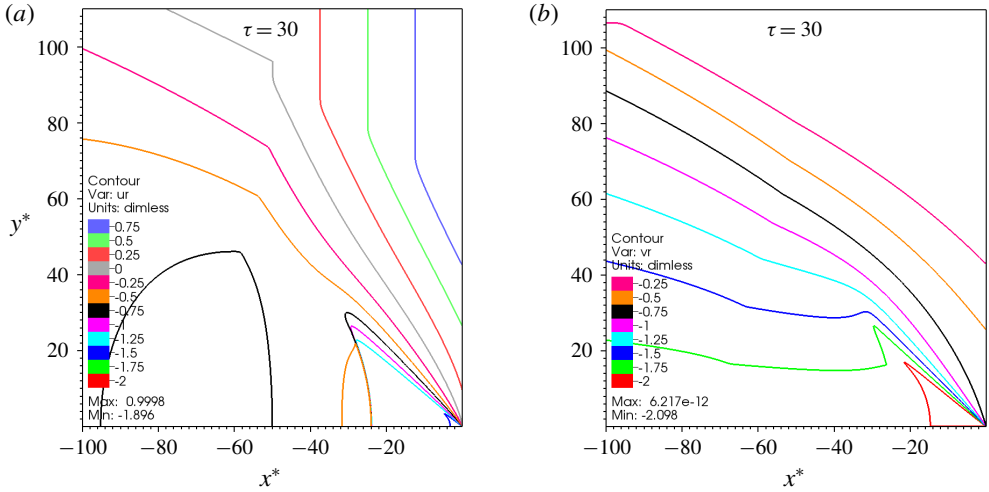 (a)
τ = 30
100
80
60
40
20
y*
Contour
Var: ur
Units: dimless
0.75
0.5
0.25
0
-0.25
-0.5
-0.75
-1
-1.25
-1.5
-1.75
-2
Max: 0.9998
Min: -1.896
−100
−80
−60
−40
−20
x*
(b)
τ = 30
100
80
60
40
20
Contour
Var: vr
Units: dimless
-0.25
-0.5
-0.75
-1
-1.25
-1.5
-1.75
-2
Max: 6.217e-12
Min: -2.098
−100
−80
−60
−40
−20
x*